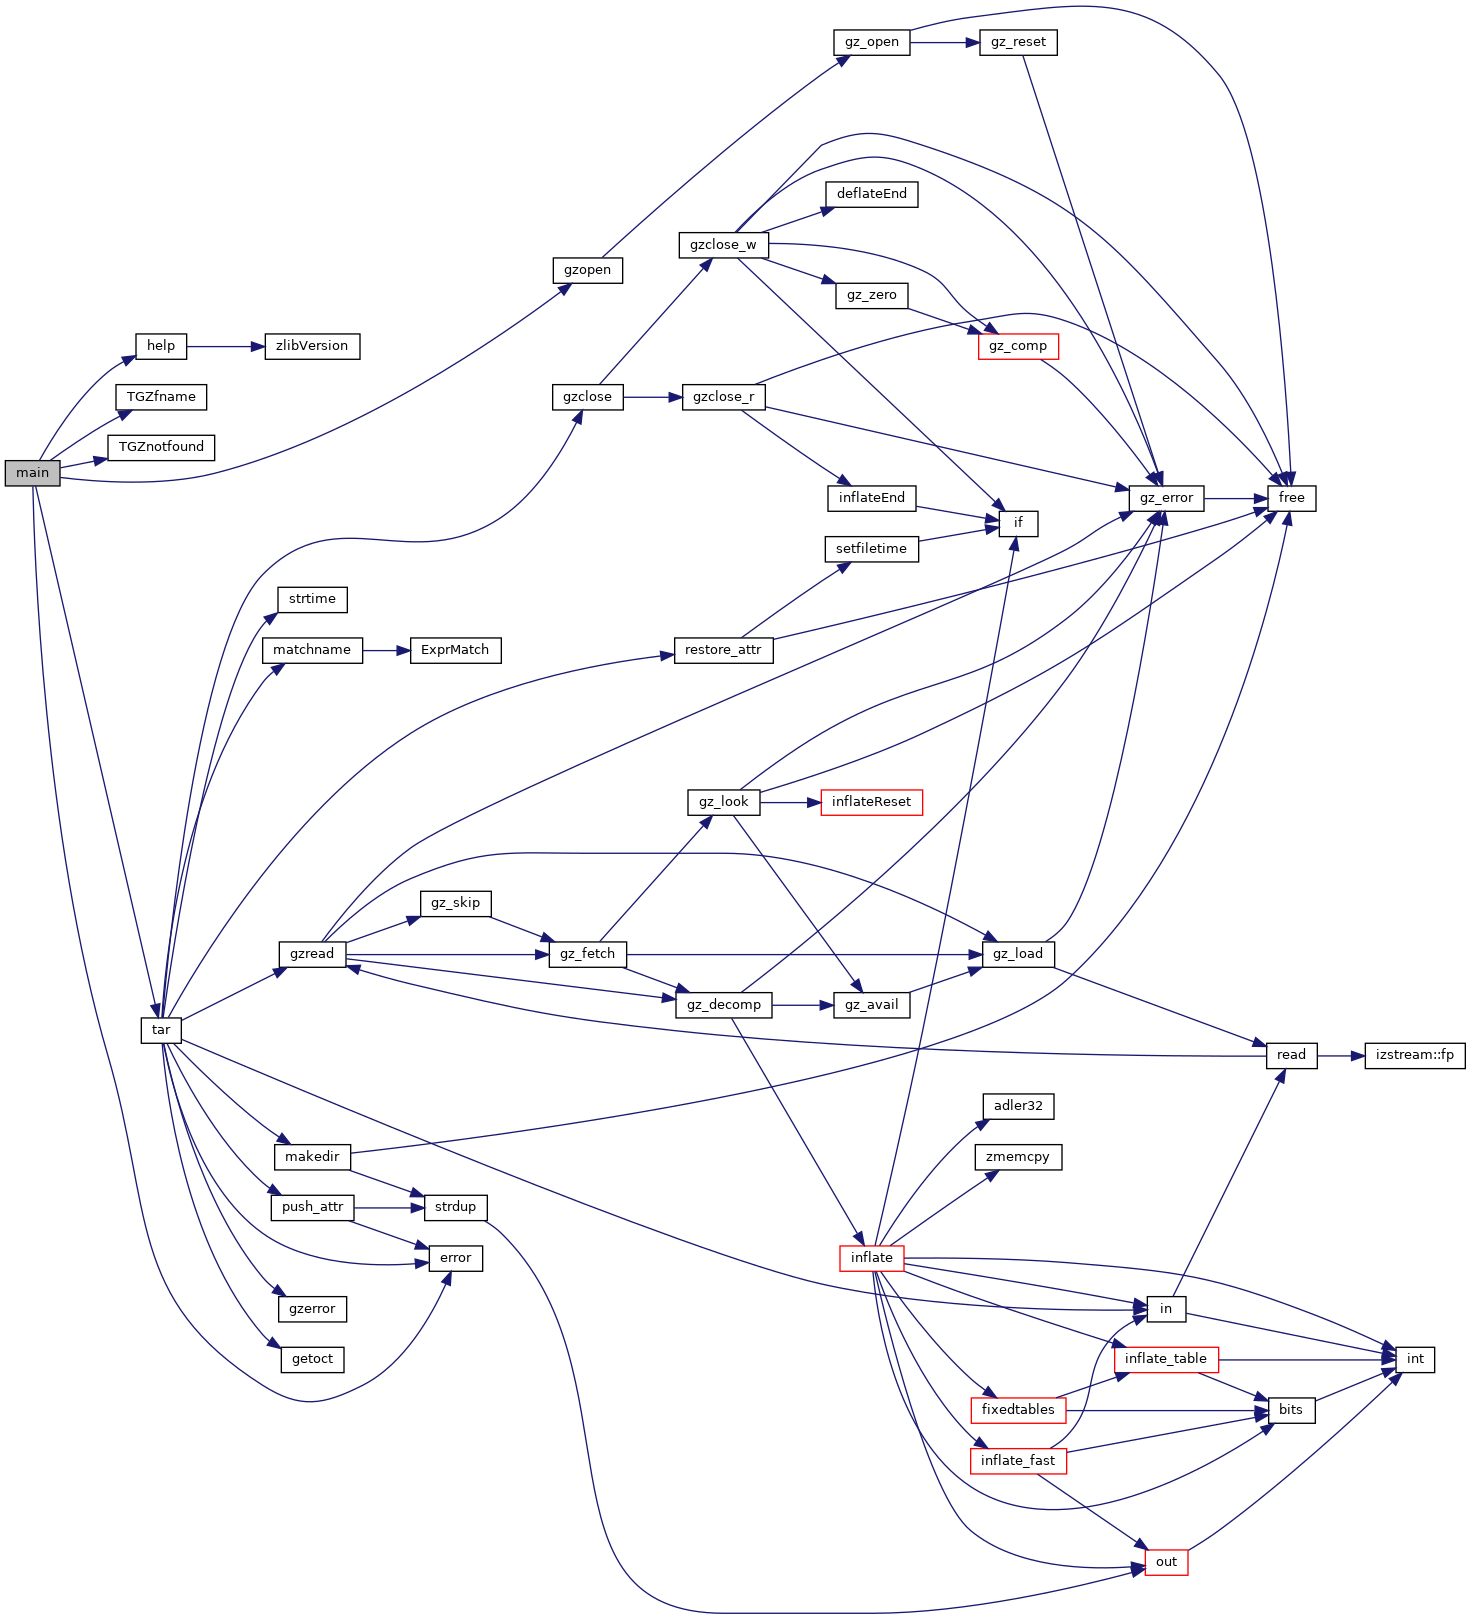 gz_open
gz_reset
deflateEnd
gzclose_w
gzopen
gz_zero
help
zlibVersion
gz_comp
TGZfname
gzclose
gzclose_r
TGZnotfound
main
inflateEnd
gz_error
free
if
setfiletime
strtime
matchname
ExprMatch
restore_attr
gz_look
inflateReset
gz_skip
gzread
gz_fetch
gz_load
gz_decomp
gz_avail
tar
read
izstream::fp
adler32
makedir
zmemcpy
push_attr
strdup
error
inflate
gzerror
in
getoct
inflate_table
int
fixedtables
bits
inflate_fast
out